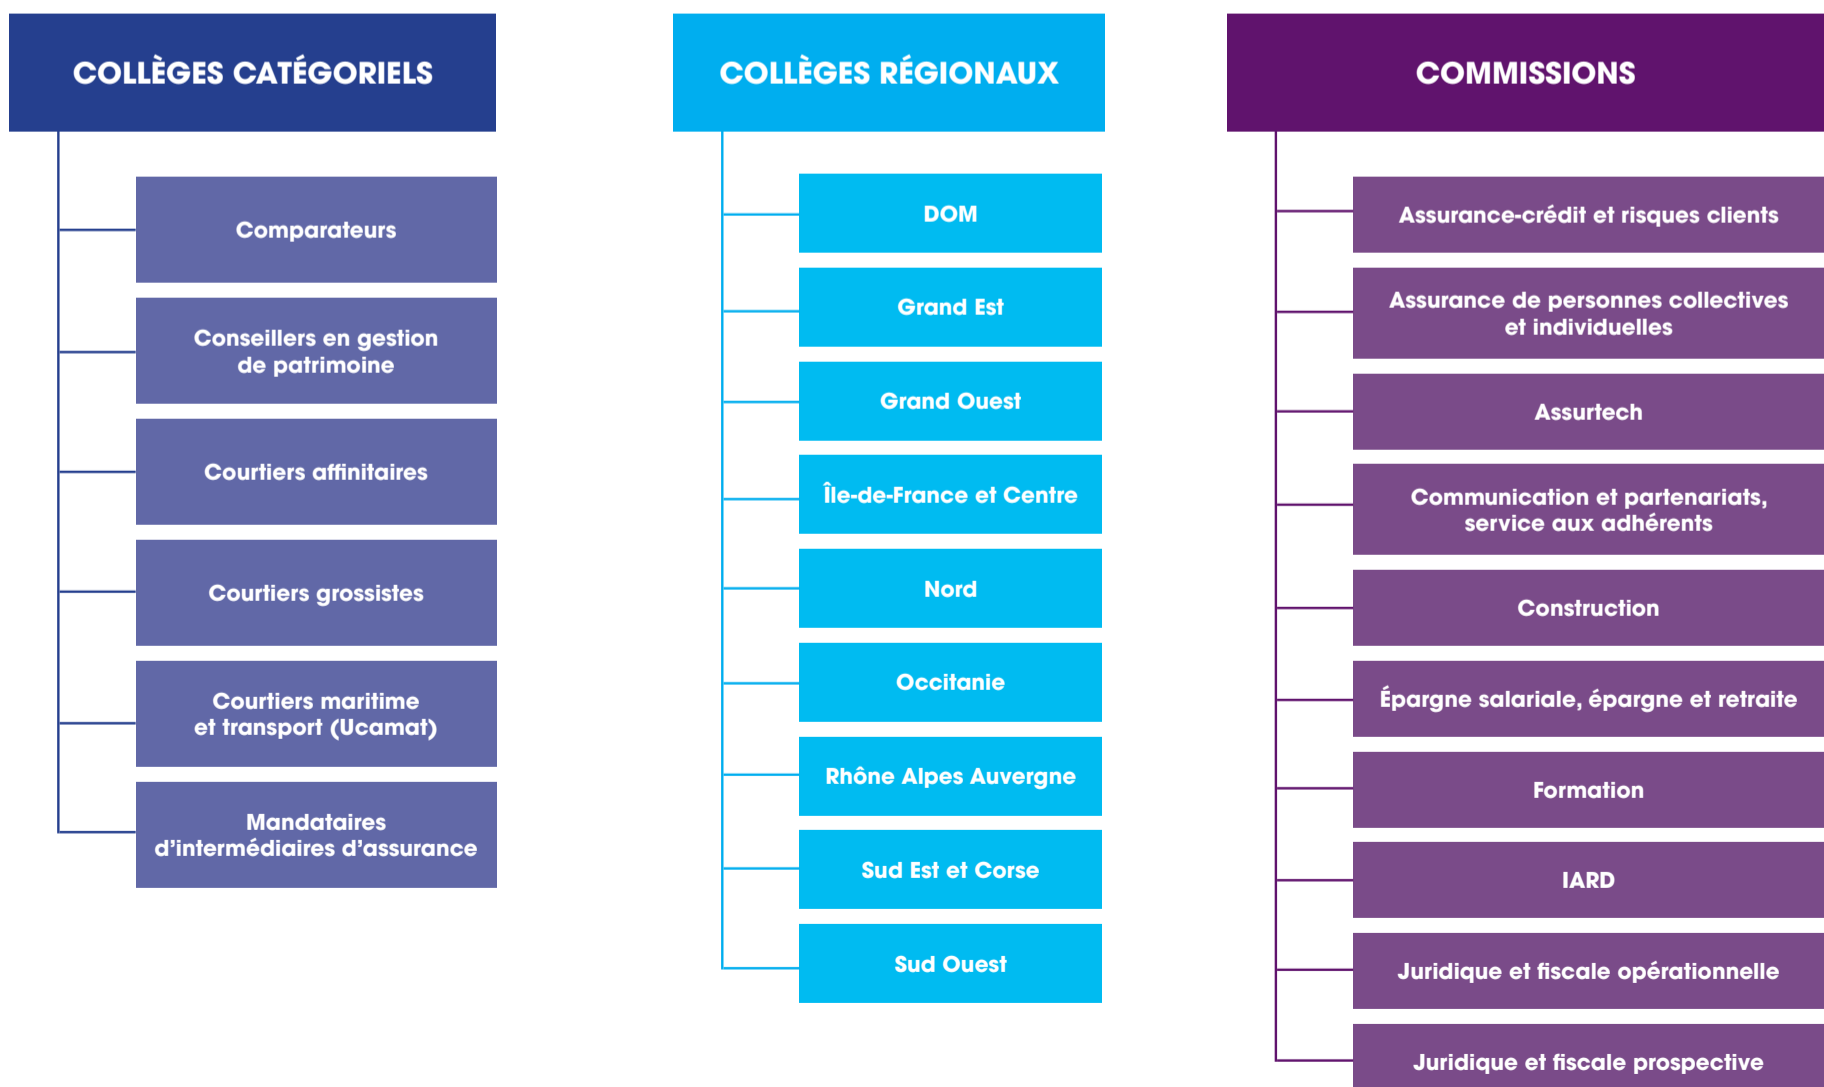 COLLÈGES CATÉGORIELS
Comparateurs
Conseillers en gestion
de patrimoine
Courtiers affinitaires
Courtiers grossistes
Courtiers maritime
et transport (Ucamat)
Mandataires
d’intermédiaires d’assurance
COLLÈGES RÉGIONAUX
DOM
Grand Est
Grand Ouest
Île-de-France et Centre
Nord
Occitanie
Rhône Alpes Auvergne
Sud Est et Corse
Sud Ouest
COMMISSIONS
Assurance-crédit et risques clients
Assurance de personnes collectives
et individuelles
Assurtech
Communication et partenariats,
service aux adhérents
Construction
Épargne salariale, épargne et retraite
Formation
IARD
Juridique et fiscale opérationnelle
Juridique et fiscale prospective